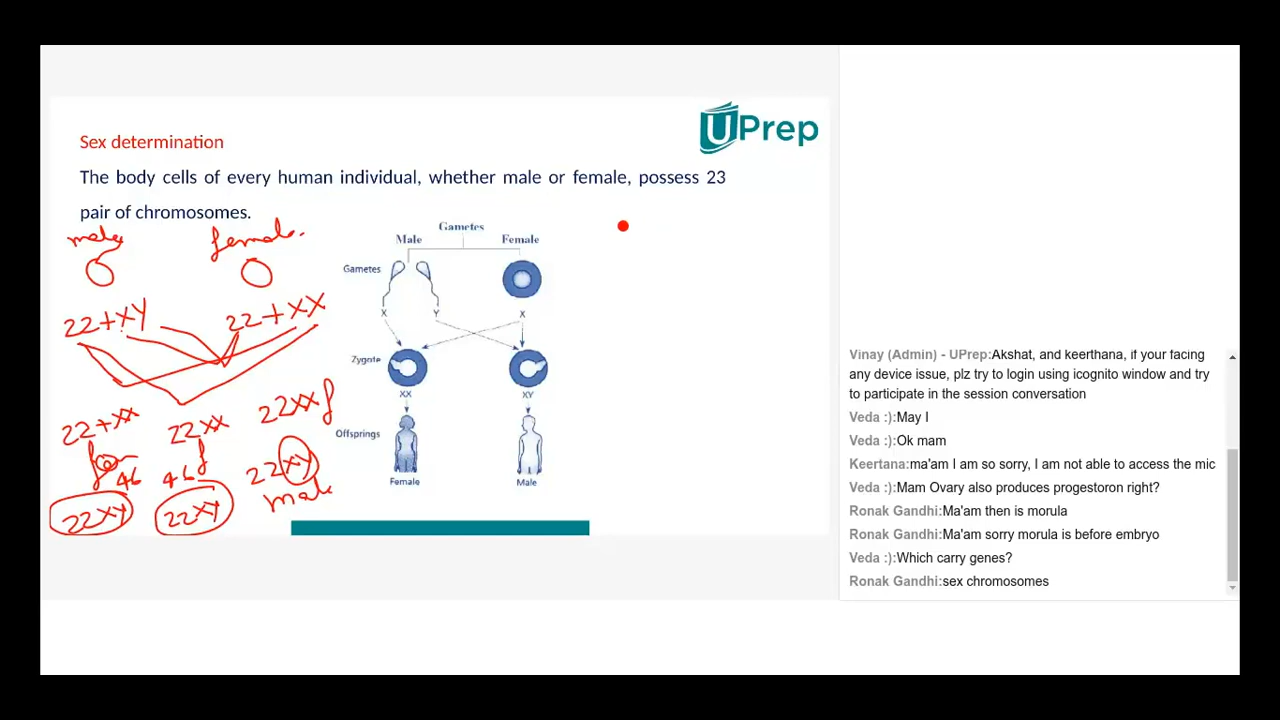 UPrep
Sex determination
The body cells of every human individual, whether male or female, possess 23
pair of chromosomes.
male female.
22+XY 22+XX
22+XX 22XX 22XX f
46 46 f 22XY
male
22XY 22XY
Gametes
Male Female
Gametes
X Y X
Zygote
XX XY
Offsprings
Female Male
Vinay (Admin) - UPrep:Akshat, and keerthana, if your facing
any device issue, plz try to login using icognito window and try
to participate in the session conversation
Veda :):May I
Veda :):Ok mam
Keertana:ma'am I am so sorry, I am not able to access the mic
Veda :):Mam Ovary also produces progestoron right?
Ronak Gandhi:Ma'am then is morula
Ronak Gandhi:Ma'am sorry morula is before embryo
Veda :):Which carry genes?
Ronak Gandhi:sex chromosomes